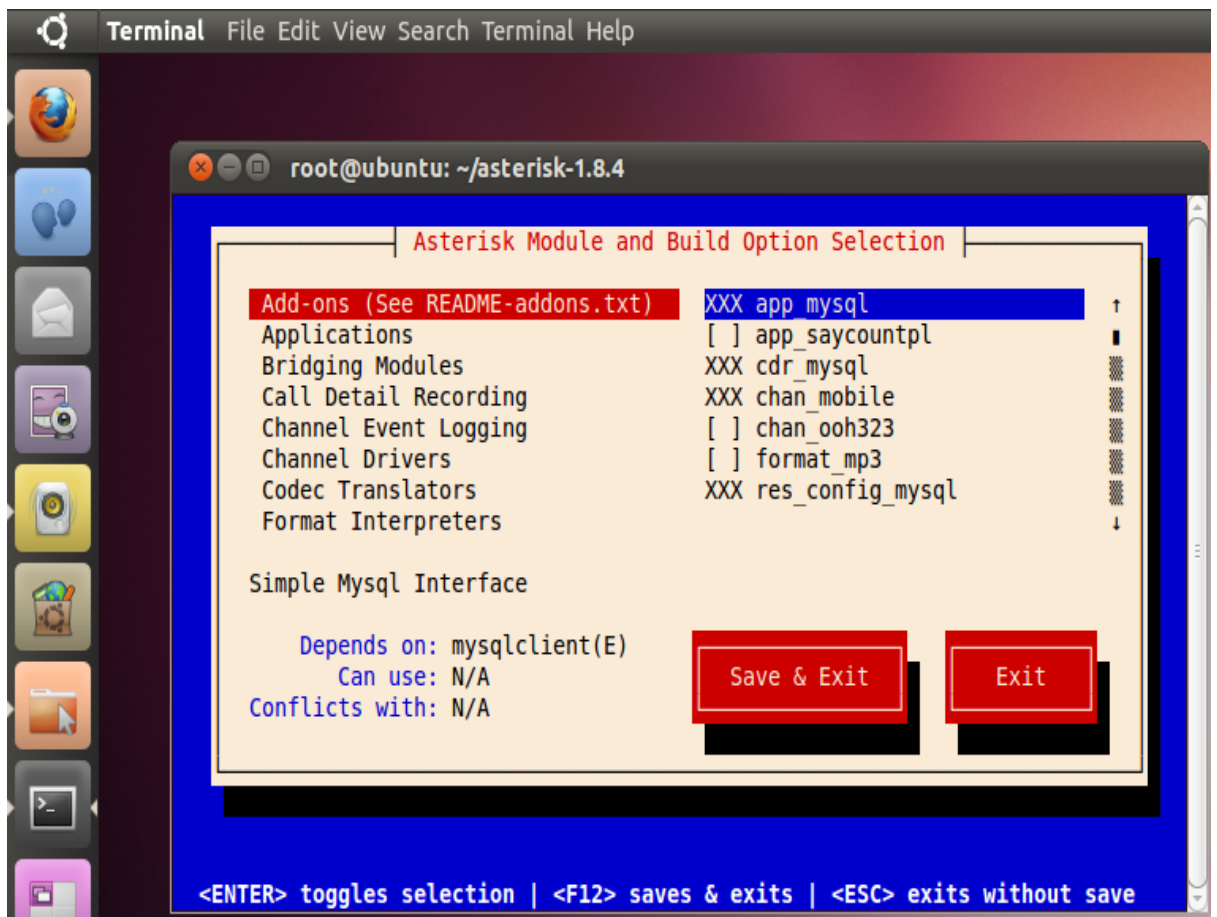 Terminal File Edit View Search Terminal Help
root@ubuntu: ~/asterisk-1.8.4
Asterisk Module and Build Option Selection
Add-ons (See README-addons.txt) XXX app_mysql
Applications [ ] app_saycountpl
Bridging Modules XXX cdr_mysql
Call Detail Recording XXX chan_mobile
Channel Event Logging [ ] chan_ooh323
Channel Drivers [ ] format_mp3
Codec Translators XXX res_config_mysql
Format Interpreters
Simple Mysql Interface
Depends on: mysqlclient(E)
Can use: N/A
Conflicts with: N/A
Save & Exit Exit
<ENTER> toggles selection | <F12> saves & exits | <ESC> exits without save